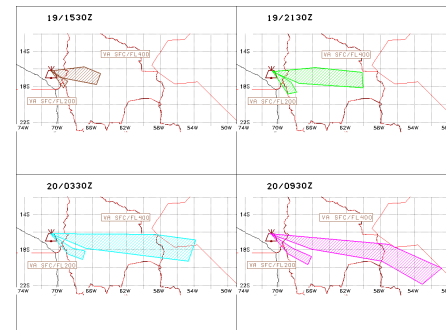 19/1530Z
19/2130Z
14S
VA SFC/FL400
18S
VA SFC/FL200
22S
74W 70W 66W 62W 58W 54W 50W
14S
VA SFC/FL400
18S
VA SFC/FL200
22S
74W 70W 66W 62W 58W 54W 50W
20/0330Z
20/0930Z
14S
VA SFC/FL400
18S
VA SFC/FL200
22S
74W 70W 66W 62W 58W 54W 50W
14S
VA SFC/FL400
18S
VA SFC/FL200
22S
74W 70W 66W 62W 58W 54W 50W